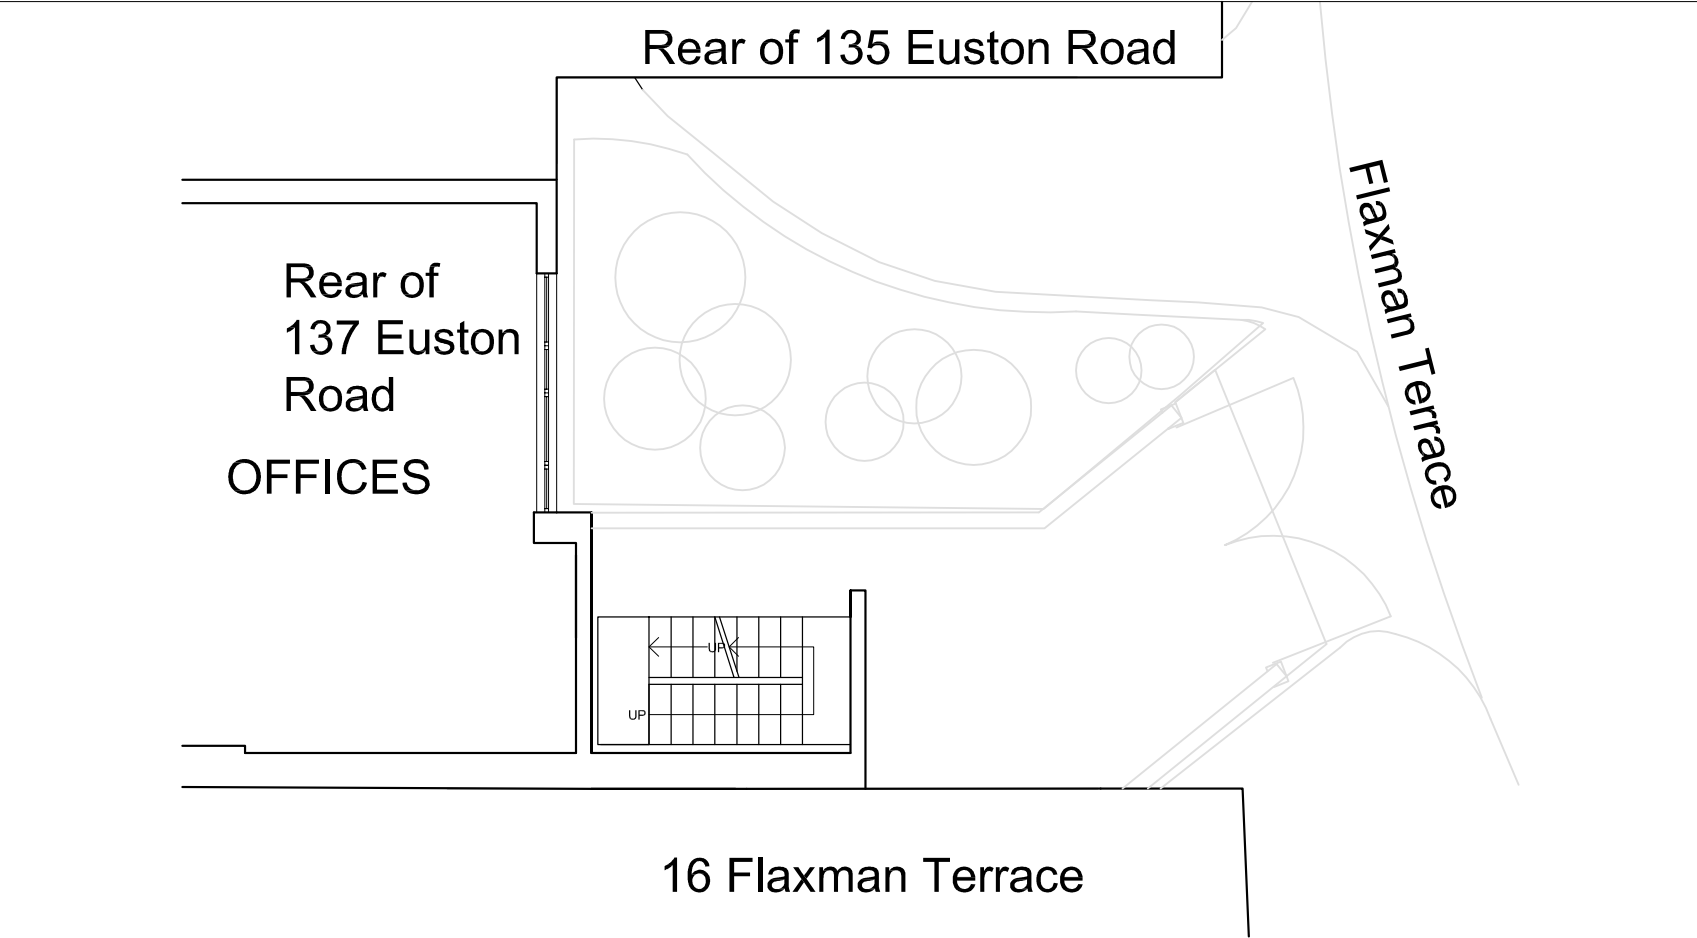 Rear of 135 Euston Road
Flaxman Terrace
Rear of
137 Euston
Road
OFFICES
UP
UP
16 Flaxman Terrace